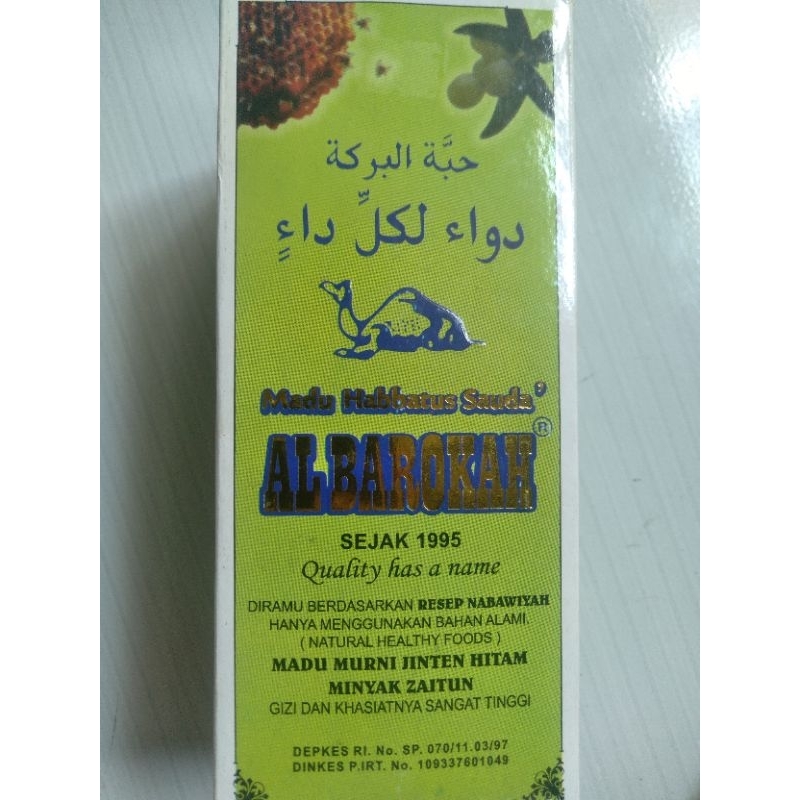 حبَّة البركة
دواء لكلِّ داءٍ
Madu Habbatus Sauda'
AL BAROKAH®
SEJAK 1995
Quality has a name
DIRAMU BERDASARKAN RESEP NABAWIYAH
HANYA MENGGUNAKAN BAHAN ALAMI.
( NATURAL HEALTHY FOODS )
MADU MURNI JINTEN HITAM
MINYAK ZAITUN
GIZI DAN KHASIATNYA SANGAT TINGGI
DEPKES RI. No. SP. 070/11.03/97
DINKES P.IRT. No. 109337601049